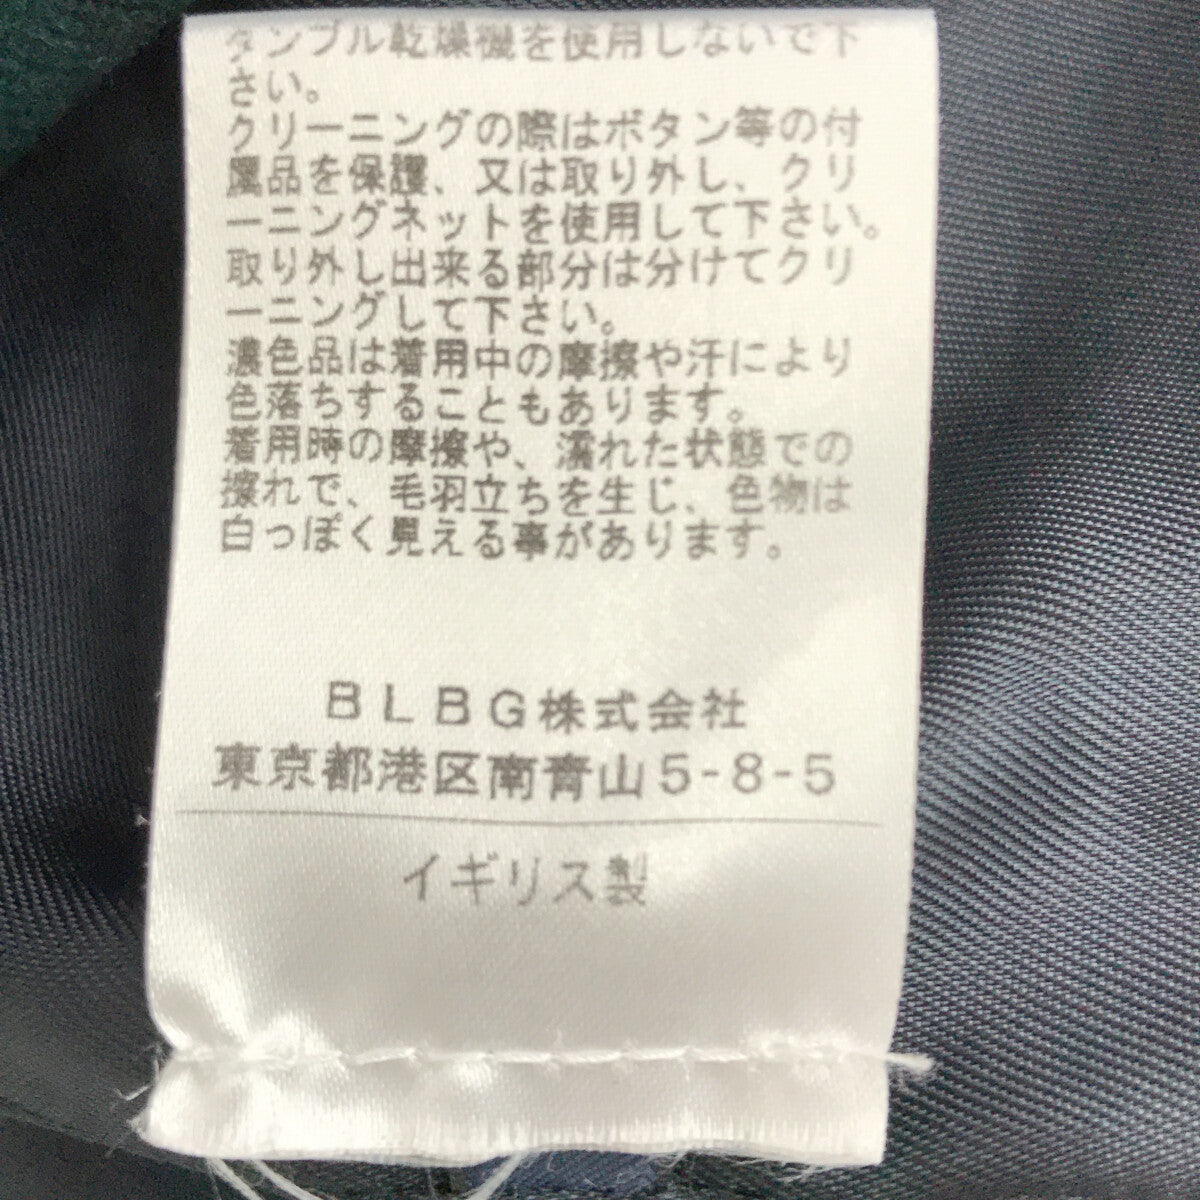 タンブル乾燥機を使用しないで下
さい。
クリーニングの際はボタン等の付
属品を保護、又は取り外し、クリ
ーニングネットを使用して下さい。
取り外し出来る部分は分けてクリ
ーニングして下さい。
濃色品は着用中の摩擦や汗により
色落ちすることもあります。
着用時の摩擦や、濡れた状態での
擦れで、毛羽立ちを生じ、色物は
白っぽく見える事があります。
BLBG株式会社
東京都港区南青山5-8-5
イギリス製